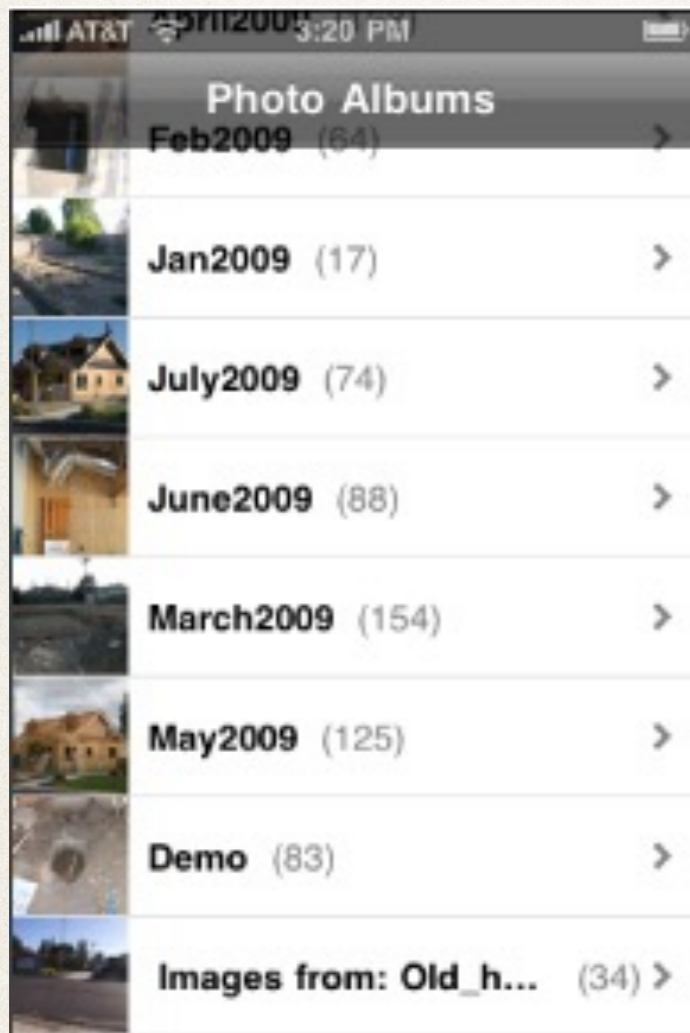 April2009
AT&T 3:20 PM
Photo Albums
Feb2009 (64)
Jan2009 (17)
July2009 (74)
June2009 (88)
March2009 (154)
May2009 (125)
Demo (83)
Images from: Old_h... (34)